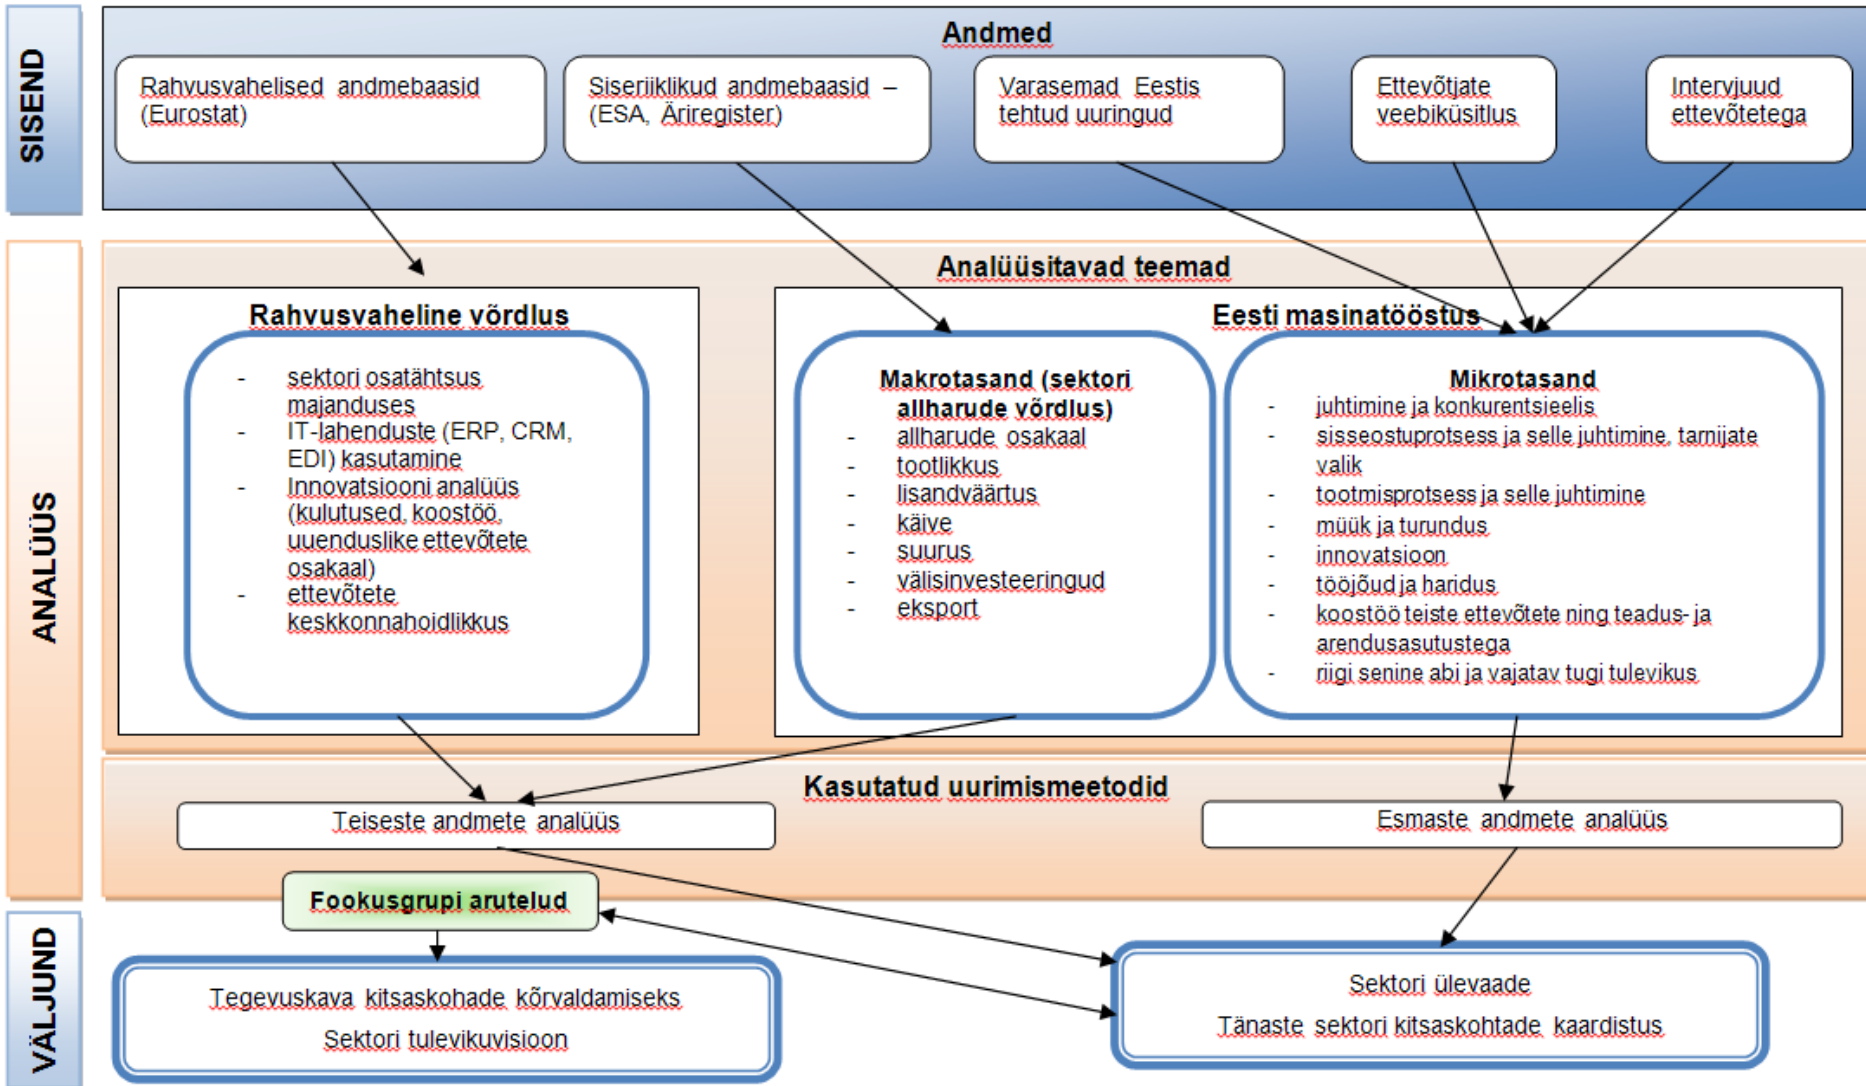 SISEND
Andmed
Rahvusvahelised andmebaasid
(Eurostat)
Siseriiklikud andmebaasid –
(ESA, Äriregister)
Varasemad Eestis
tehtud uuringud
Ettevõtjate
veebiküsitlus
Intervjuud
ettevõtetega
ANALÜÜS
Analüüsitavad teemad
Rahvusvaheline võrdlus
- sektori osatähtsus
majanduses
- IT-lahenduste (ERP, CRM,
EDI) kasutamine
- Innovatsiooni analüüs
(kulutused, koostöö,
uuenduslike ettevõtete
osakaal)
- ettevõtete
keskkonnahoidlikkus
Eesti masinatööstus
Makrotasand (sektori
allharude võrdlus)
- allharude osakaal
- tootlikkus
- lisandväärtus
- käive
- suurus
- välisinvesteeringud
- eksport
Mikrotasand
- juhtimine ja konkurentsieelis
- sisseostuprotsess ja selle juhtimine, tarnijate
valik
- tootmisprotsess ja selle juhtimine
- müük ja turundus
- innovatsioon
- tööjõud ja haridus
- koostöö teiste ettevõtete ning teadus- ja
arendusasutustega
- riigi senine abi ja vajatav tugi tulevikus
Kasutatud uurimismeetodid
Teiseste andmete analüüs
Esmaste andmete analüüs
Fookusgrupi arutelud
VÄLJUND
Tegevuskava kitsaskohade kõrvaldamiseks
Sektori tulevikuvisioon
Sektori ülevaade
Tänaste sektori kitsaskohtade kaardistus